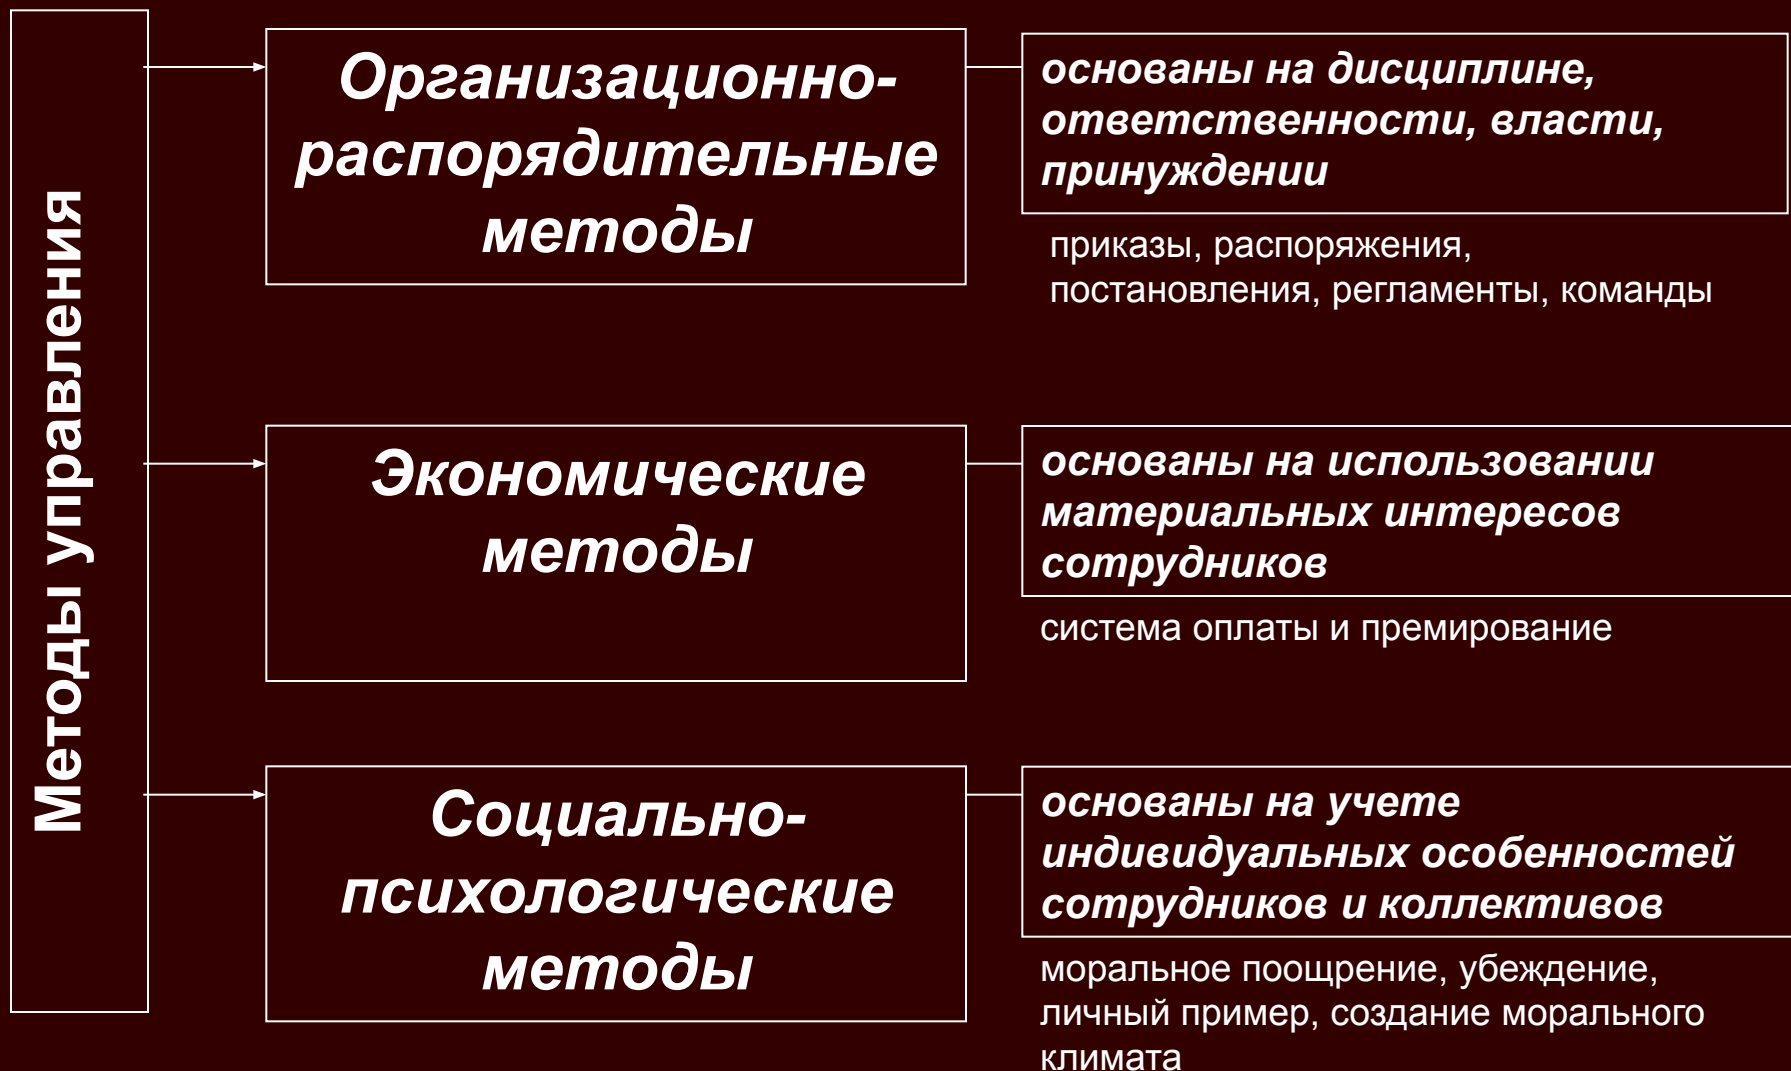 Методы управления
Организационно-
распорядительные
методы
основаны на дисциплине,
ответственности, власти,
принуждении
приказы, распоряжения,
постановления, регламенты, команды
Экономические
методы
основаны на использовании
материальных интересов
сотрудников
система оплаты и премирование
Социально-
психологические
методы
основаны на учете
индивидуальных особенностей
сотрудников и коллективов
моральное поощрение, убеждение,
личный пример, создание морального
климата